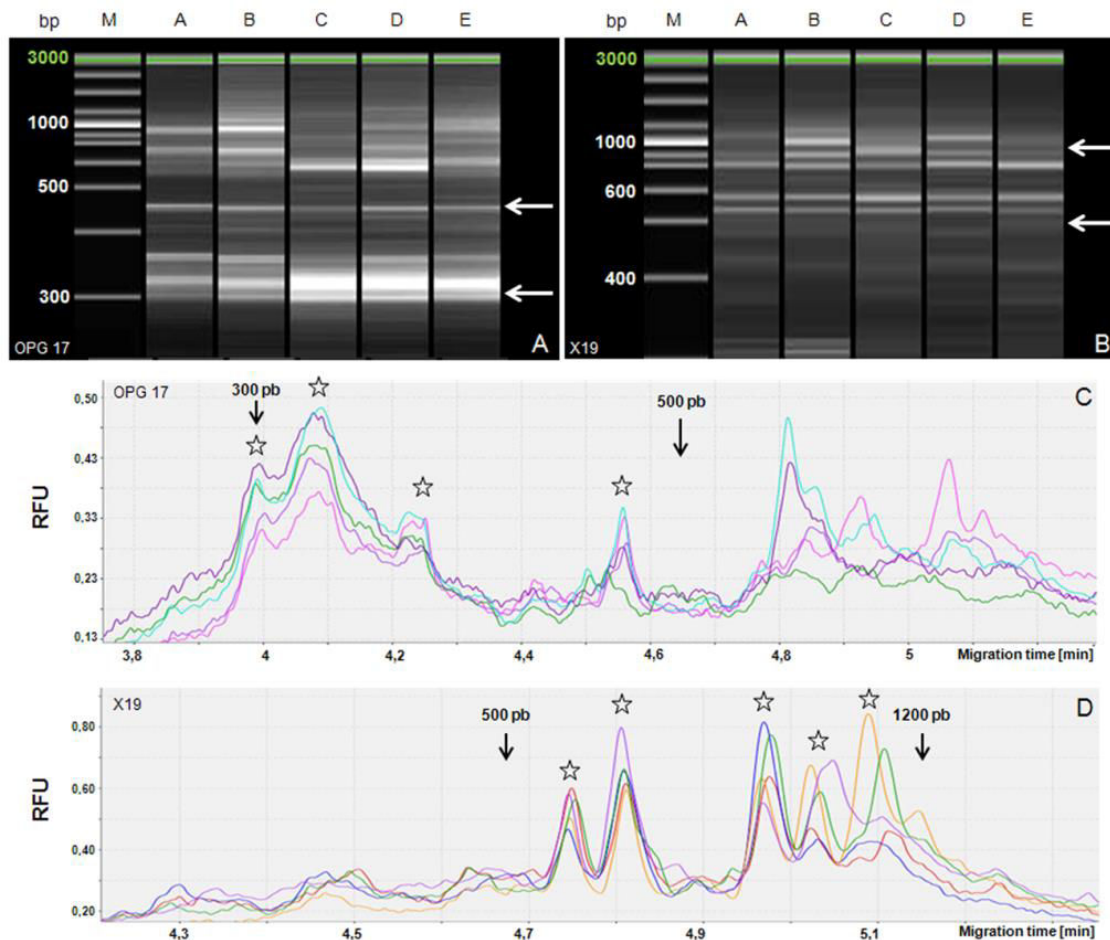 bp M A B C D E bp M A B C D E
3000 3000
1000 1000
500 600
300 400
OPG 17 A X19 B
OPG 17 300 pb 500 pb C
0,50
0,43
0,33
0,23
0,13
RFU
3,8 4 4,2 4,4 4,6 4,8 5 Migration time [min]
X19 500 pb 1200 pb D
0,80
0,60
0,40
0,20
RFU
4,3 4,5 4,7 4,9 5,1 Migration time [min]